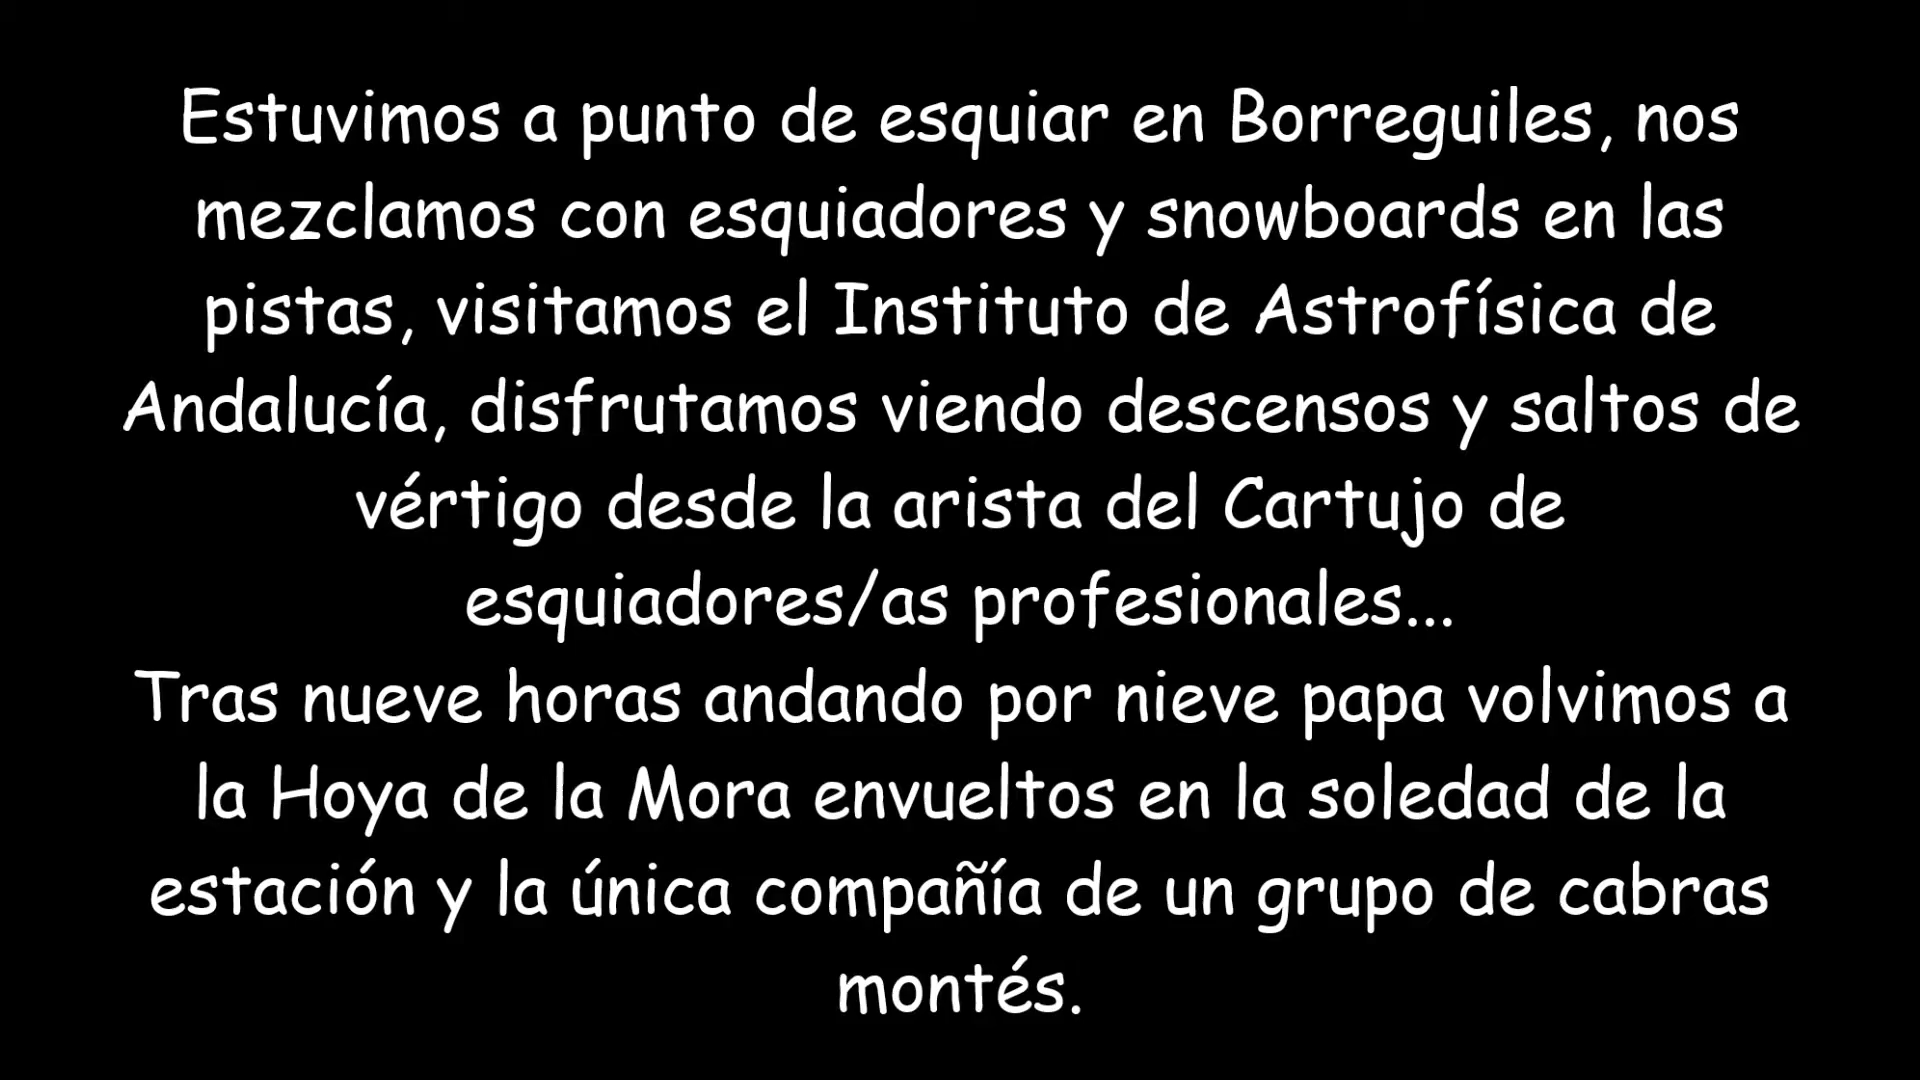 Estuvimos a punto de esquiar en Borreguiles, nos
mezclamos con esquiadores y snowboards en las
pistas, visitamos el Instituto de Astrofísica de
Andalucía, disfrutamos viendo descensos y saltos de
vértigo desde la arista del Cartujo de
esquiadores/as profesionales...
Tras nueve horas andando por nieve papa volvimos a
la Hoya de la Mora envueltos en la soledad de la
estación y la única compañía de un grupo de cabras
montés.